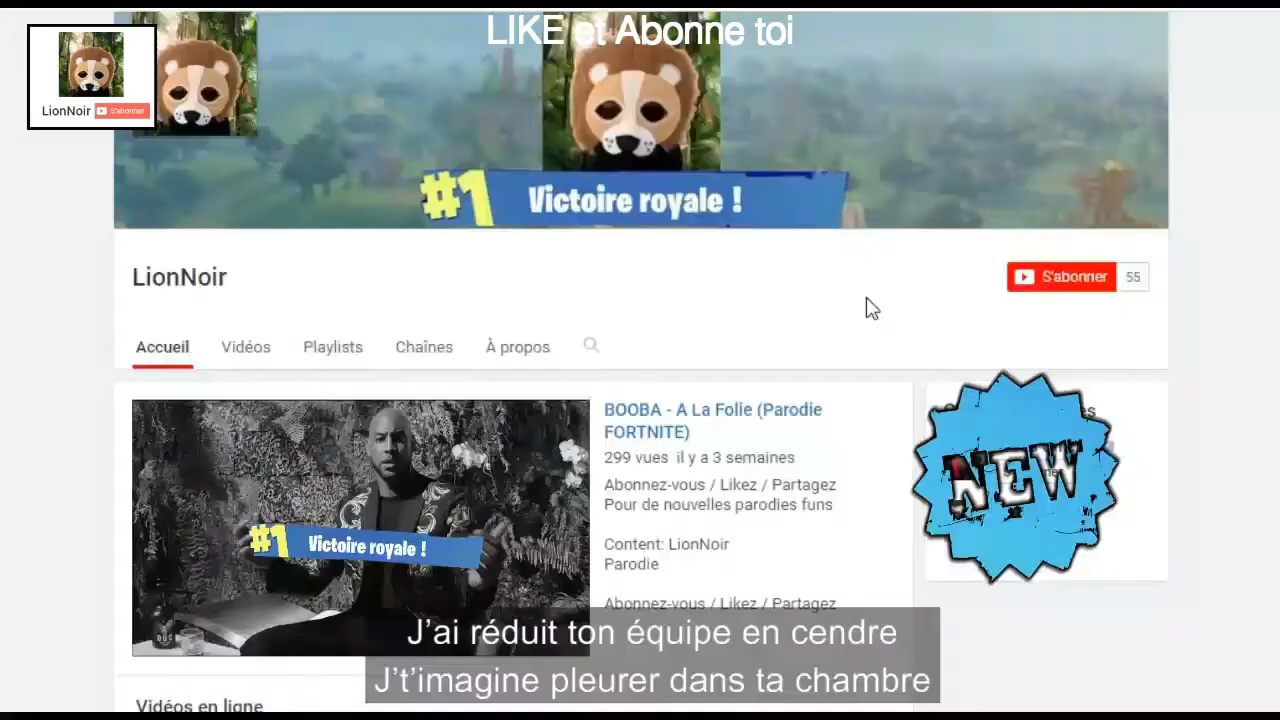 LIKE et Abonne toi
LionNoir
S'abonner
#1 Victoire royale !
LionNoir
S'abonner 55
Accueil Vidéos Playlists Chaînes À propos
BOOBA - A La Folie (Parodie
FORTNITE)
299 vues il y a 3 semaines
Abonnez-vous / Likez / Partagez
Pour de nouvelles parodies funs
Content: LionNoir
Parodie
Abonnez-vous / Likez / Partagez
#1 Victoire royale !
NEW
J'ai réduit ton équipe en cendre
J't'imagine pleurer dans ta chambre
Vidéos en ligne